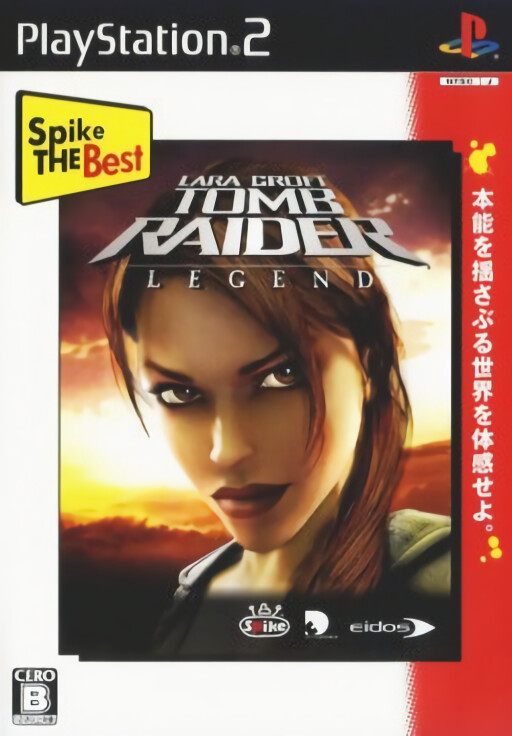 PlayStation.2
NTSC J
Spike
THE Best
LARA CROFT
TOMB
RAIDER
LEGEND
本能を揺さぶる世界を体感せよ。
Spike
eidos
CERO
B